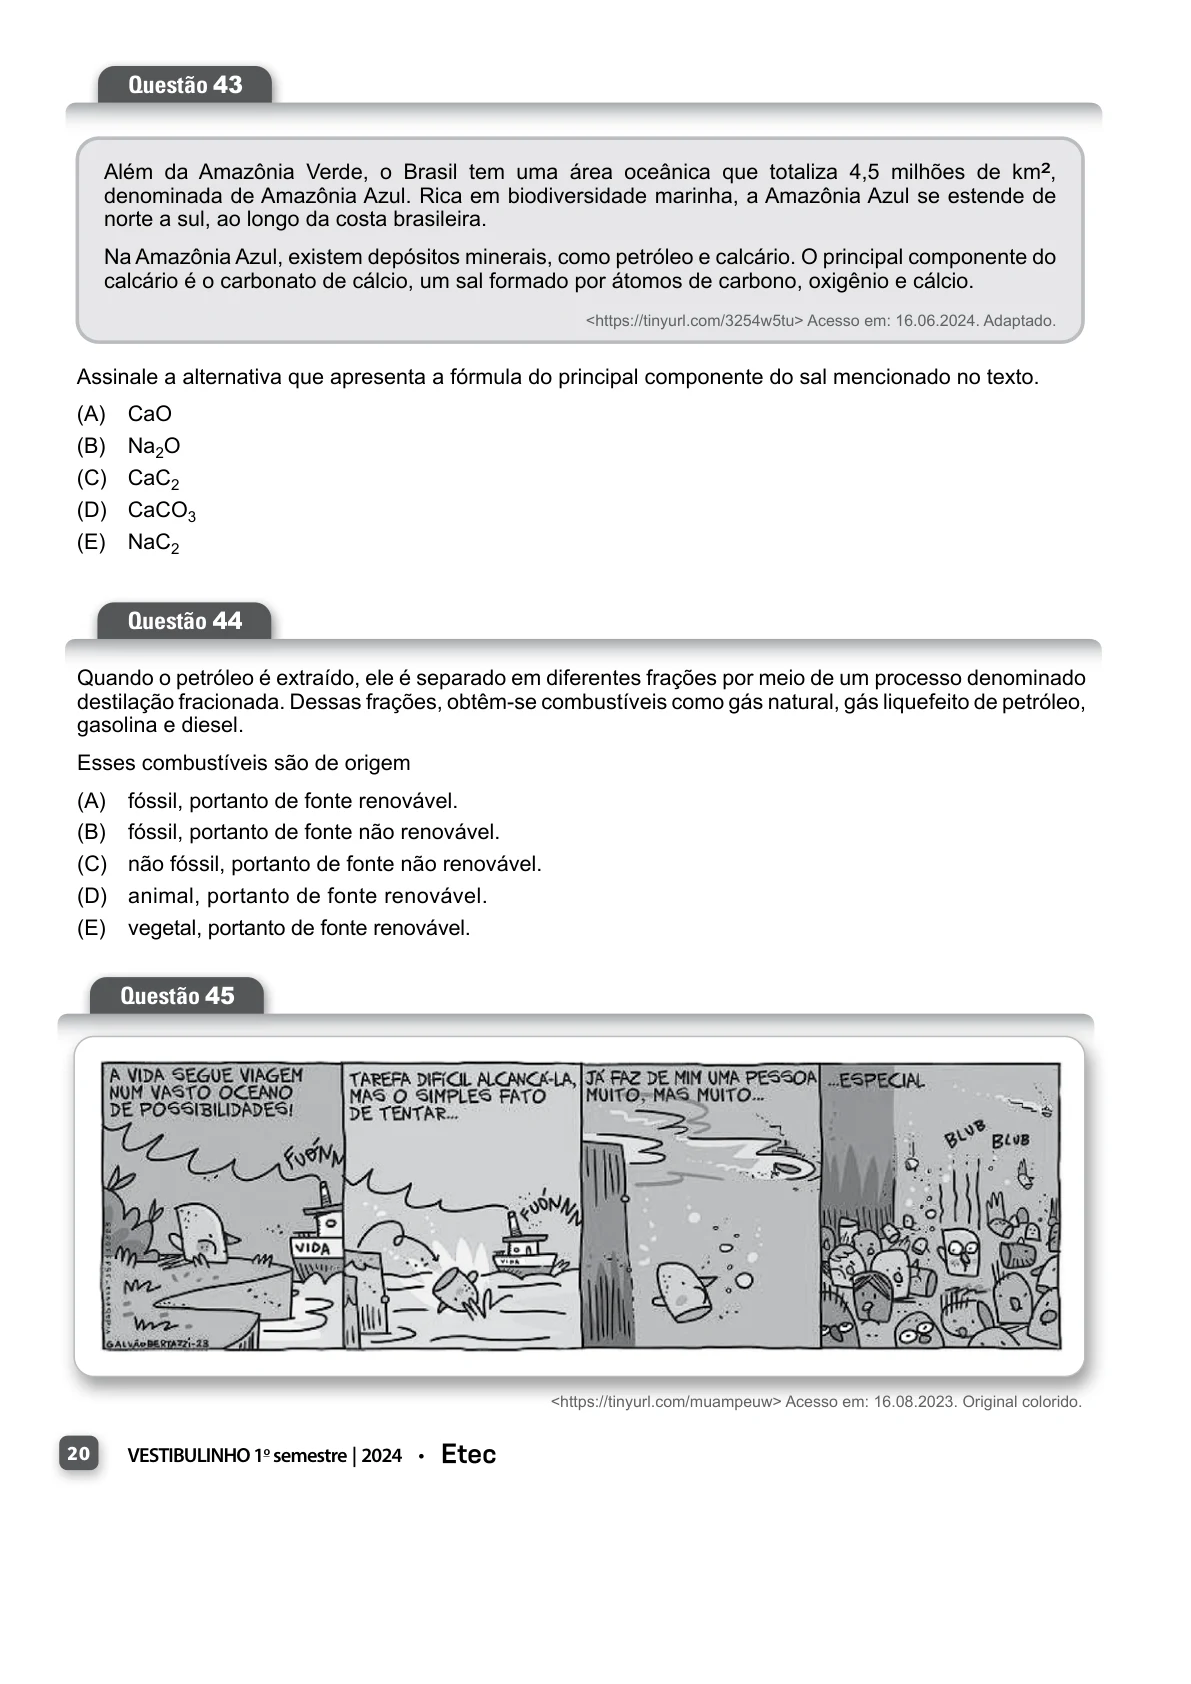 Questão 43
Além da Amazônia Verde, o Brasil tem uma área oceânica que totaliza 4,5 milhões de km²,
denominada de Amazônia Azul. Rica em biodiversidade marinha, a Amazônia Azul se estende de
norte a sul, ao longo da costa brasileira.
Na Amazônia Azul, existem depósitos minerais, como petróleo e calcário. O principal componente do
calcário é o carbonato de cálcio, um sal formado por átomos de carbono, oxigênio e cálcio.
<https://tinyurl.com/3254w5tu> Acesso em: 16.06.2024. Adaptado.
Assinale a alternativa que apresenta a fórmula do principal componente do sal mencionado no texto.
(A) CaO
(B) Na₂O
(C) CaC₂
(D) CaCO₃
(E) NaC₂
Questão 44
Quando o petróleo é extraído, ele é separado em diferentes frações por meio de um processo denominado
destilação fracionada. Dessas frações, obtêm-se combustíveis como gás natural, gás liquefeito de petróleo,
gasolina e diesel.
Esses combustíveis são de origem
(A) fóssil, portanto de fonte renovável.
(B) fóssil, portanto de fonte não renovável.
(C) não fóssil, portanto de fonte não renovável.
(D) animal, portanto de fonte renovável.
(E) vegetal, portanto de fonte renovável.
Questão 45
A VIDA SEGUE VIAGEM
NUM VASTO OCEANO
DE POSSIBILIDADES!
FUÓNN
VIDA
GALVÃOBERTAZZI-23
TAREFA DIFÍCIL ALCANÇÁ-LA,
MAS O SIMPLES FATO
DE TENTAR...
FUÓNNN
VIDA
JÁ FAZ DE MIM UMA PESSOA
MUITO, MAS MUITO...
...ESPECIAL
BLUB
BLUB
<https://tinyurl.com/muampeuw> Acesso em: 16.08.2023. Original colorido.
20 VESTIBULINHO 1º semestre | 2024 • Etec